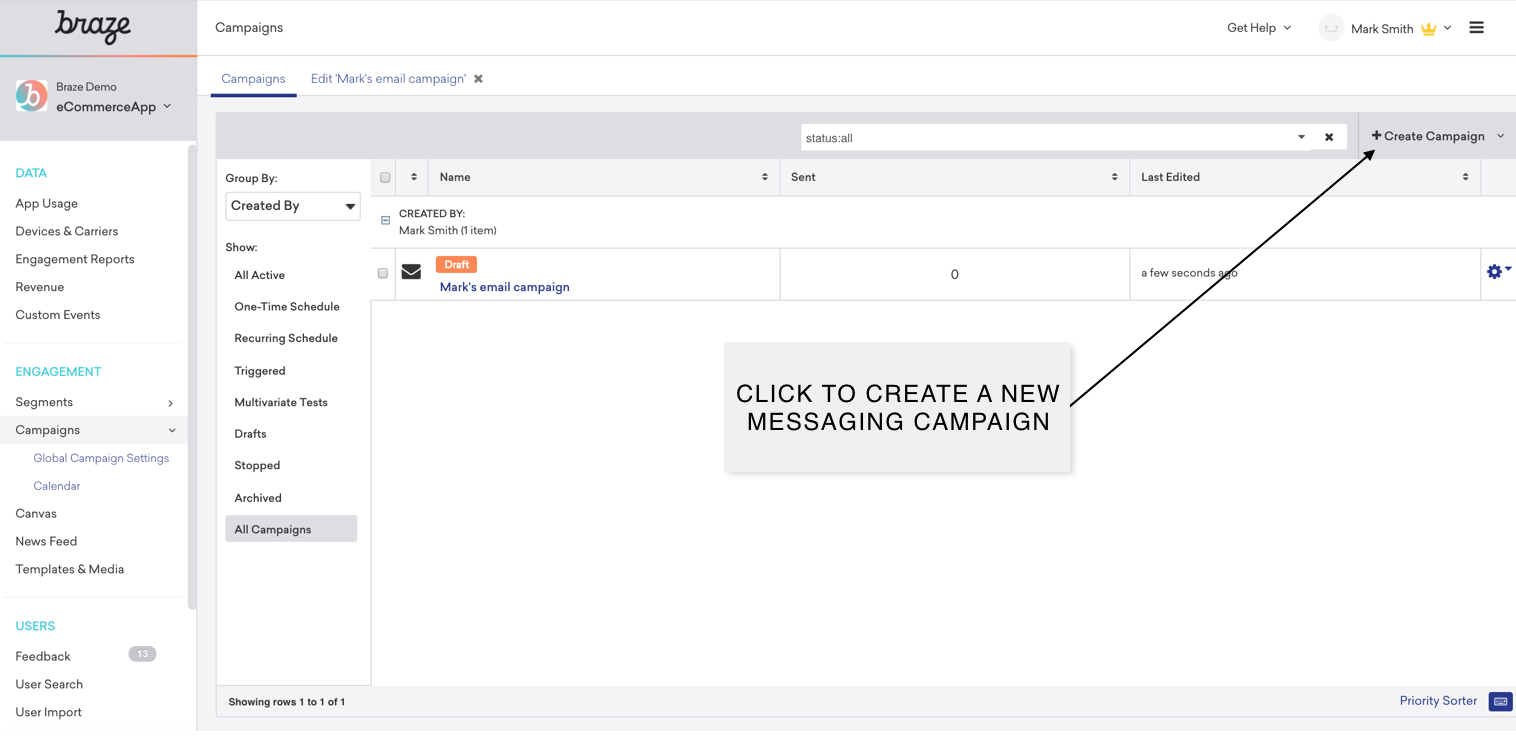 braze
Campaigns
Get Help
Mark Smith
Braze Demo
eCommerceApp
Campaigns
Edit 'Mark's email campaign'
status:all
Create Campaign
DATA
App Usage
Devices & Carriers
Engagement Reports
Revenue
Custom Events
ENGAGEMENT
Segments
Campaigns
Global Campaign Settings
Calendar
Canvas
News Feed
Templates & Media
USERS
Feedback 13
User Search
User Import
Group By:
Created By
Show:
All Active
One-Time Schedule
Recurring Schedule
Triggered
Multivariate Tests
Drafts
Stopped
Archived
All Campaigns
Name Sent Last Edited
CREATED BY:
Mark Smith (1 item)
Draft
Mark's email campaign 0 a few seconds ago
CLICK TO CREATE A NEW
MESSAGING CAMPAIGN
Showing rows 1 to 1 of 1
Priority Sorter